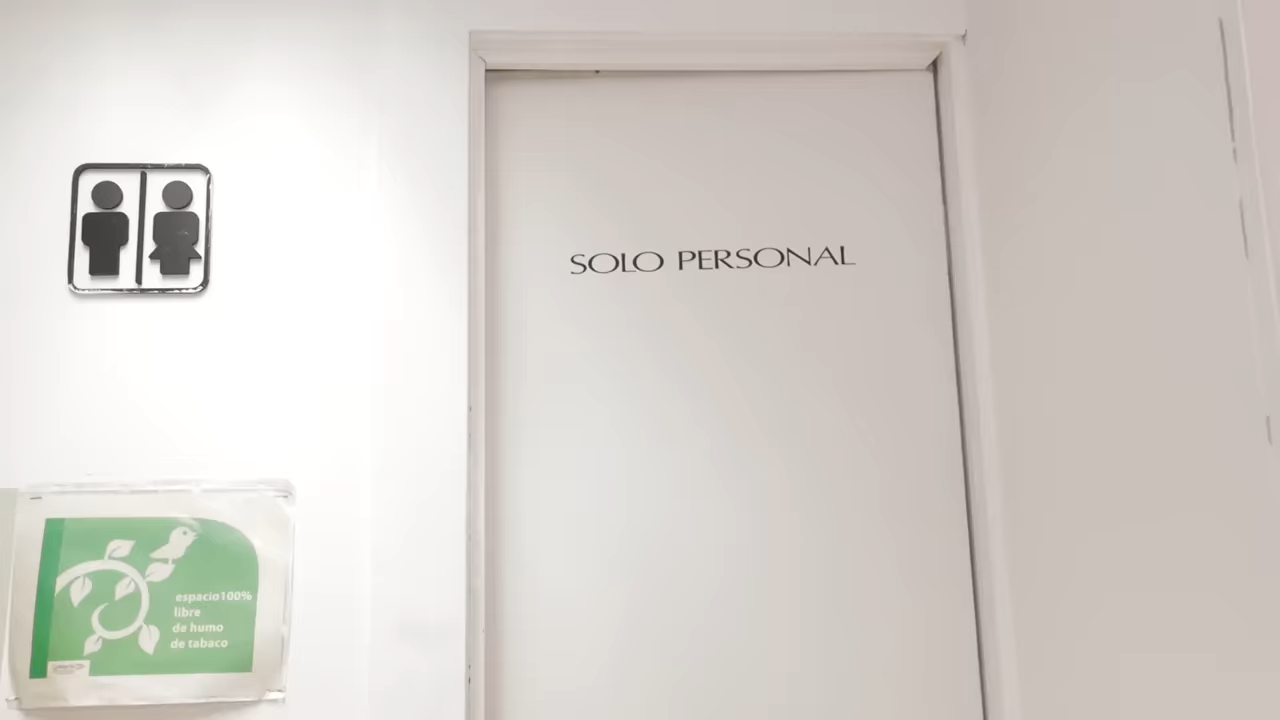 SOLO PERSONAL
espacio100%
libre
de humo
de tabaco